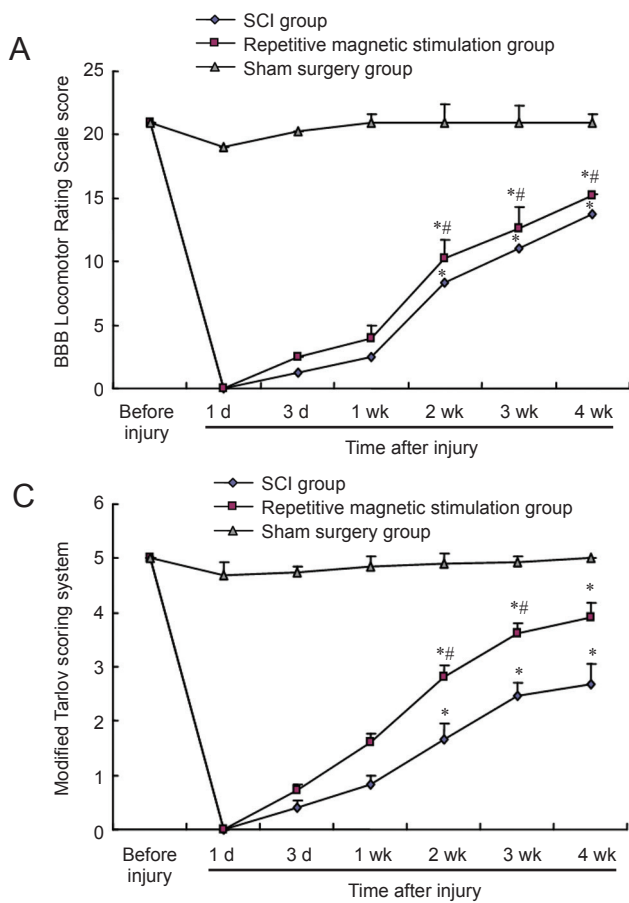 A
SCI group
Repetitive magnetic stimulation group
Sham surgery group
BBB Locomotor Rating Scale score
25
20
15
10
5
0
*# *# *#
* * *
Before injury
1 d 3 d 1 wk 2 wk 3 wk 4 wk
Time after injury
C
SCI group
Repetitive magnetic stimulation group
Sham surgery group
Modified Tarlov scoring system
6
5
4
3
2
1
0
*# *# *
* * *
Before injury
1 d 3 d 1 wk 2 wk 3 wk 4 wk
Time after injury